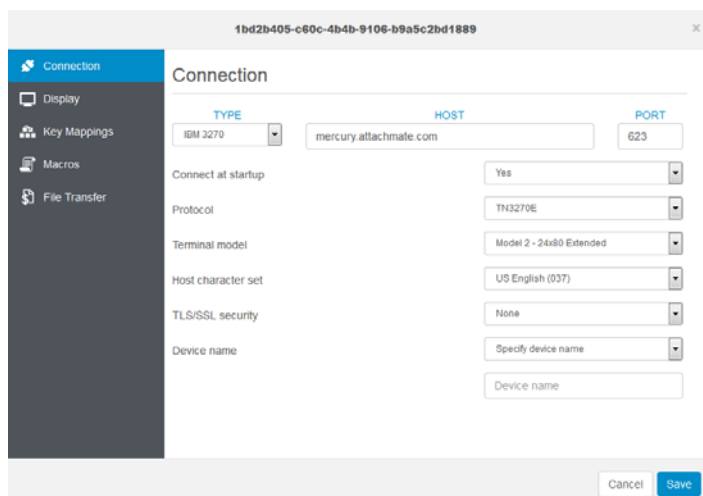 1bd2b405-c60c-4b4b-9106-b9a5c2bd1889
×
Connection
Display
Key Mappings
Macros
File Transfer
Connection
TYPE HOST PORT
IBM 3270 mercury.attachmate.com 623
Connect at startup Yes
Protocol TN3270E
Terminal model Model 2 - 24x80 Extended
Host character set US English (037)
TLS/SSL security None
Device name Specify device name
Device name
Cancel Save